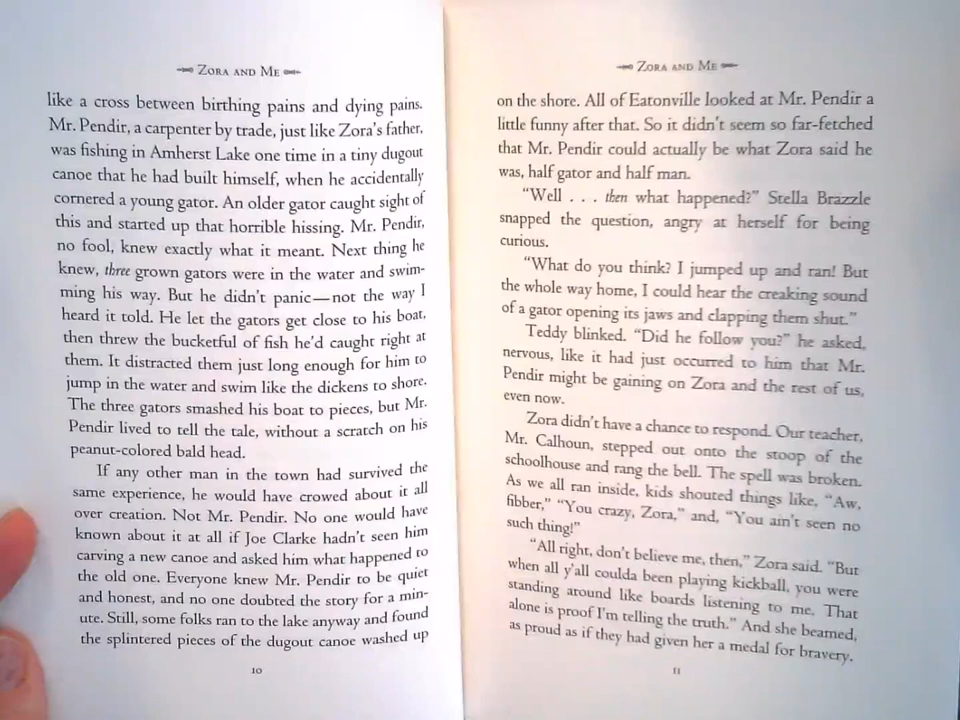 ZORA AND ME
like a cross between birthing pains and dying pains.
Mr. Pendir, a carpenter by trade, just like Zora's father,
was fishing in Amherst Lake one time in a tiny dugout
canoe that he had built himself, when he accidentally
cornered a young gator. An older gator caught sight of
this and started up that horrible hissing. Mr. Pendir,
no fool, knew exactly what it meant. Next thing he
knew, three grown gators were in the water and swim-
ming his way. But he didn't panic—not the way I
heard it told. He let the gators get close to his boat,
then threw the bucketful of fish he'd caught right at
them. It distracted them just long enough for him to
jump in the water and swim like the dickens to shore.
The three gators smashed his boat to pieces, but Mr.
Pendir lived to tell the tale, without a scratch on his
peanut-colored bald head.
If any other man in the town had survived the
same experience, he would have crowed about it all
over creation. Not Mr. Pendir. No one would have
known about it at all if Joe Clarke hadn't seen him
carving a new canoe and asked him what happened to
the old one. Everyone knew Mr. Pendir to be quiet
and honest, and no one doubted the story for a min-
ute. Still, some folks ran to the lake anyway and found
the splintered pieces of the dugout canoe washed up
10
ZORA AND ME
on the shore. All of Eatonville looked at Mr. Pendir a
little funny after that. So it didn't seem so far-fetched
that Mr. Pendir could actually be what Zora said he
was, half gator and half man.
"Well . . . then what happened?" Stella Brazzle
snapped the question, angry at herself for being
curious.
"What do you think? I jumped up and ran! But
the whole way home, I could hear the creaking sound
of a gator opening its jaws and clapping them shut."
Teddy blinked. "Did he follow you?" he asked,
nervous, like it had just occurred to him that Mr.
Pendir might be gaining on Zora and the rest of us,
even now.
Zora didn't have a chance to respond. Our teacher,
Mr. Calhoun, stepped out onto the stoop of the
schoolhouse and rang the bell. The spell was broken.
As we all ran inside, kids shouted things like, "Aw,
fibber," "You crazy, Zora," and, "You ain't seen no
such thing!"
"All right, don't believe me, then," Zora said. "But
when all y'all coulda been playing kickball, you were
standing around like boards listening to me. That
alone is proof I'm telling the truth." And she beamed,
as proud as if they had given her a medal for bravery.
11